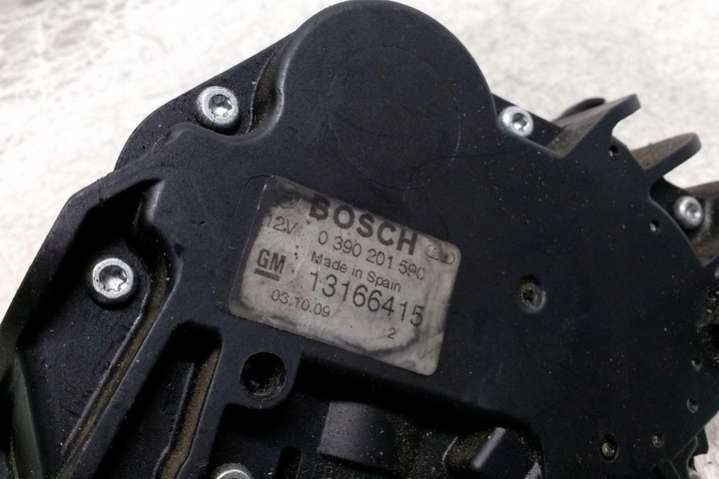 BOSCH
12V 0 390 201 590
GM Made in Spain
13166415
03.10.09 2